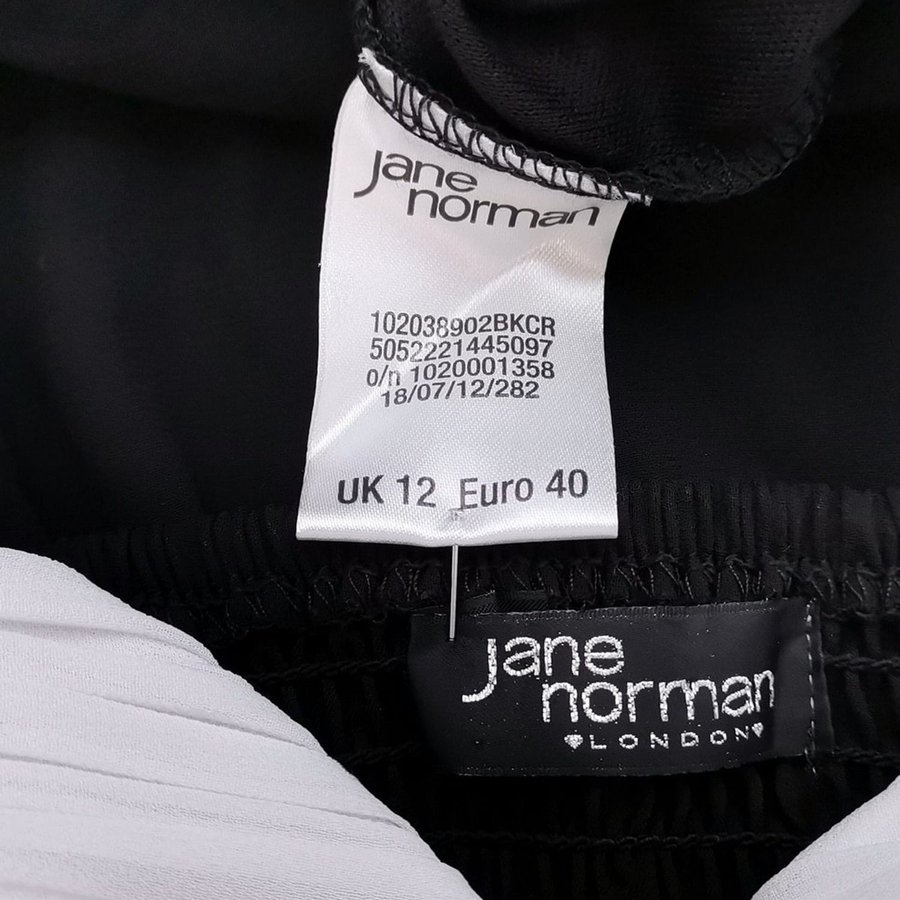 jane
norman
102038902BKCR
5052221445097
o/n 1020001358
18/07/12/282
UK 12 Euro 40
jane
norman
♥LONDON♥